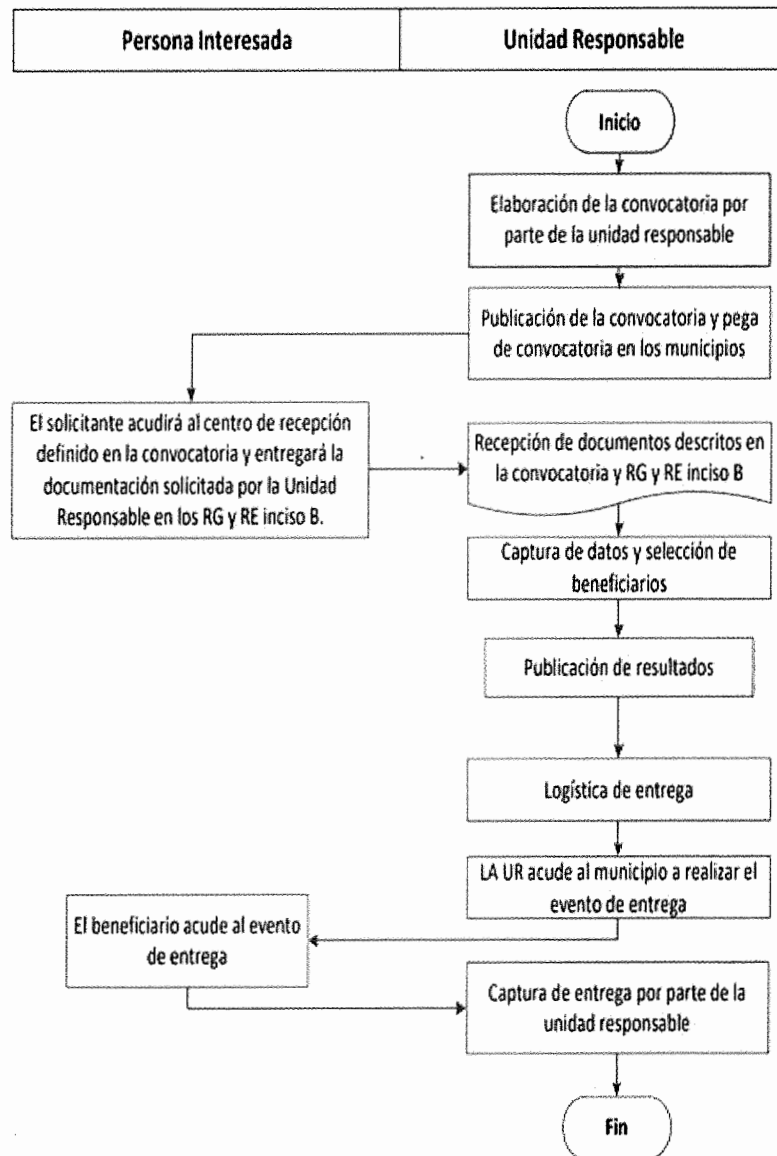 Persona Interesada
Unidad Responsable
Inicio
Elaboración de la convocatoria por
parte de la unidad responsable
Publicación de la convocatoria y pega
de convocatoria en los municipios
El solicitante acudirá al centro de recepción
definido en la convocatoria y entregará la
documentación solicitada por la Unidad
Responsable en los RG y RE inciso B.
Recepción de documentos descritos en
la convocatoria y RG y RE inciso B
Captura de datos y selección de
beneficiarios
Publicación de resultados
Logística de entrega
LA UR acude al municipio a realizar el
evento de entrega
El beneficiario acude al evento
de entrega
Captura de entrega por parte de la
unidad responsable
Fin